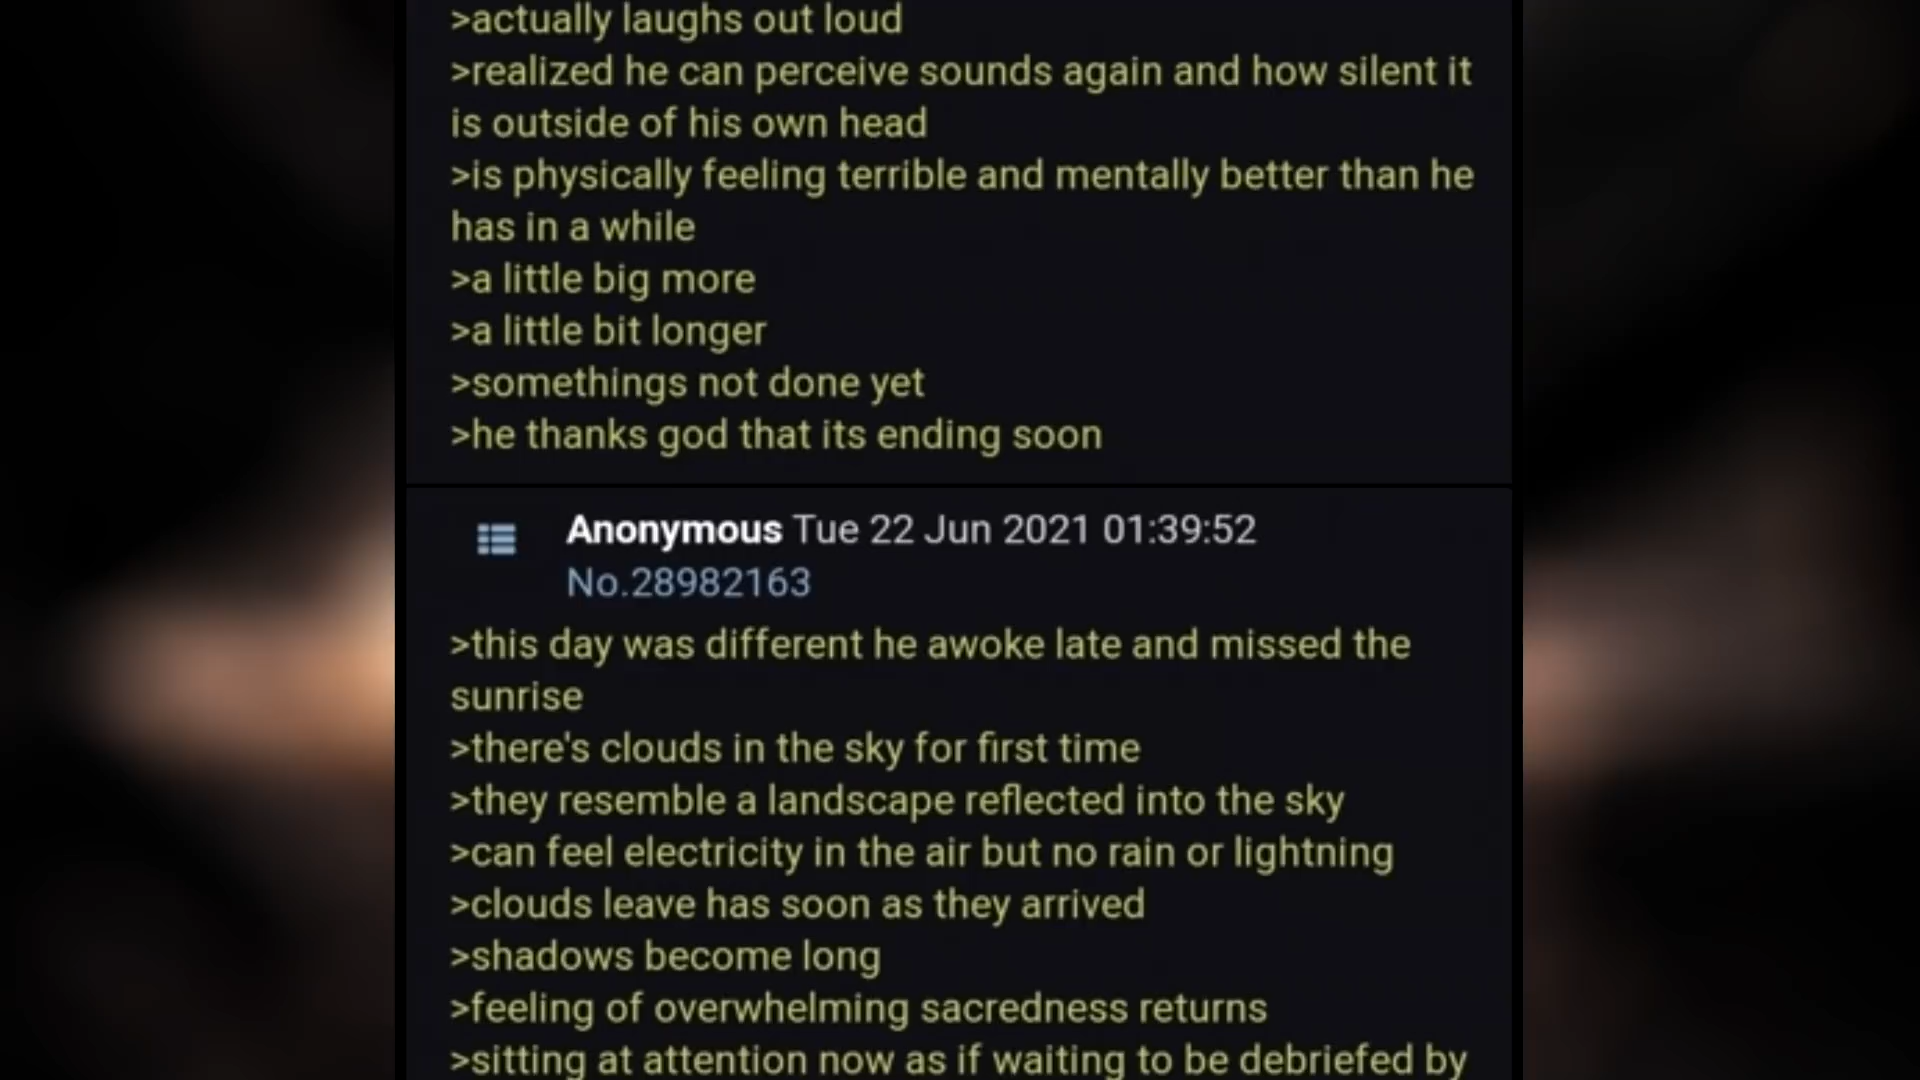 >actually laughs out loud
>realized he can perceive sounds again and how silent it
is outside of his own head
>is physically feeling terrible and mentally better than he
has in a while
>a little big more
>a little bit longer
>somethings not done yet
>he thanks god that its ending soon
Anonymous Tue 22 Jun 2021 01:39:52
No.28982163
>this day was different he awoke late and missed the
sunrise
>there's clouds in the sky for first time
>they resemble a landscape reflected into the sky
>can feel electricity in the air but no rain or lightning
>clouds leave has soon as they arrived
>shadows become long
>feeling of overwhelming sacredness returns
>sitting at attention now as if waiting to be debriefed by